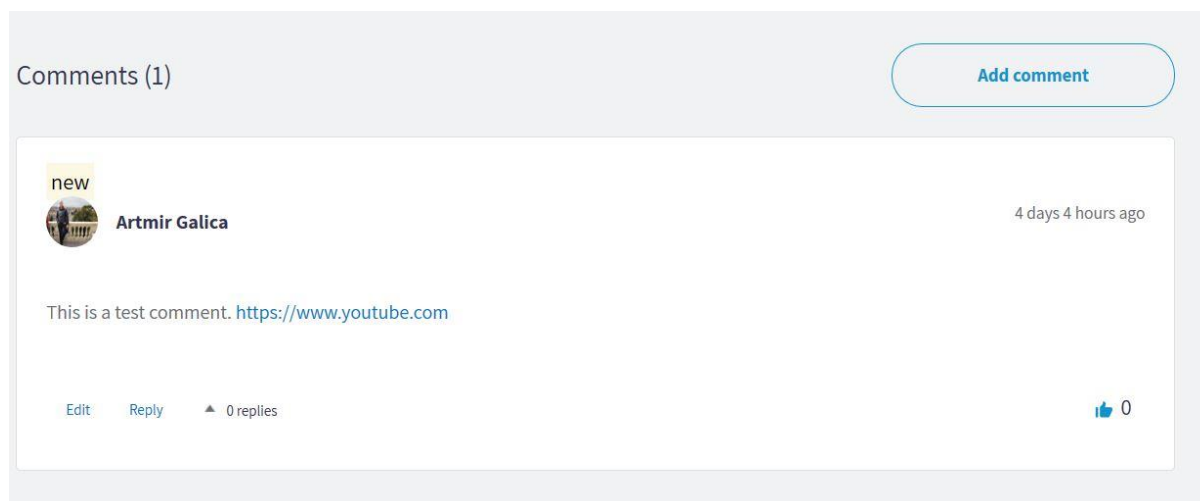 Comments (1)
Add comment
new
Artmir Galica
4 days 4 hours ago
This is a test comment. https://www.youtube.com
Edit Reply 0 replies
0